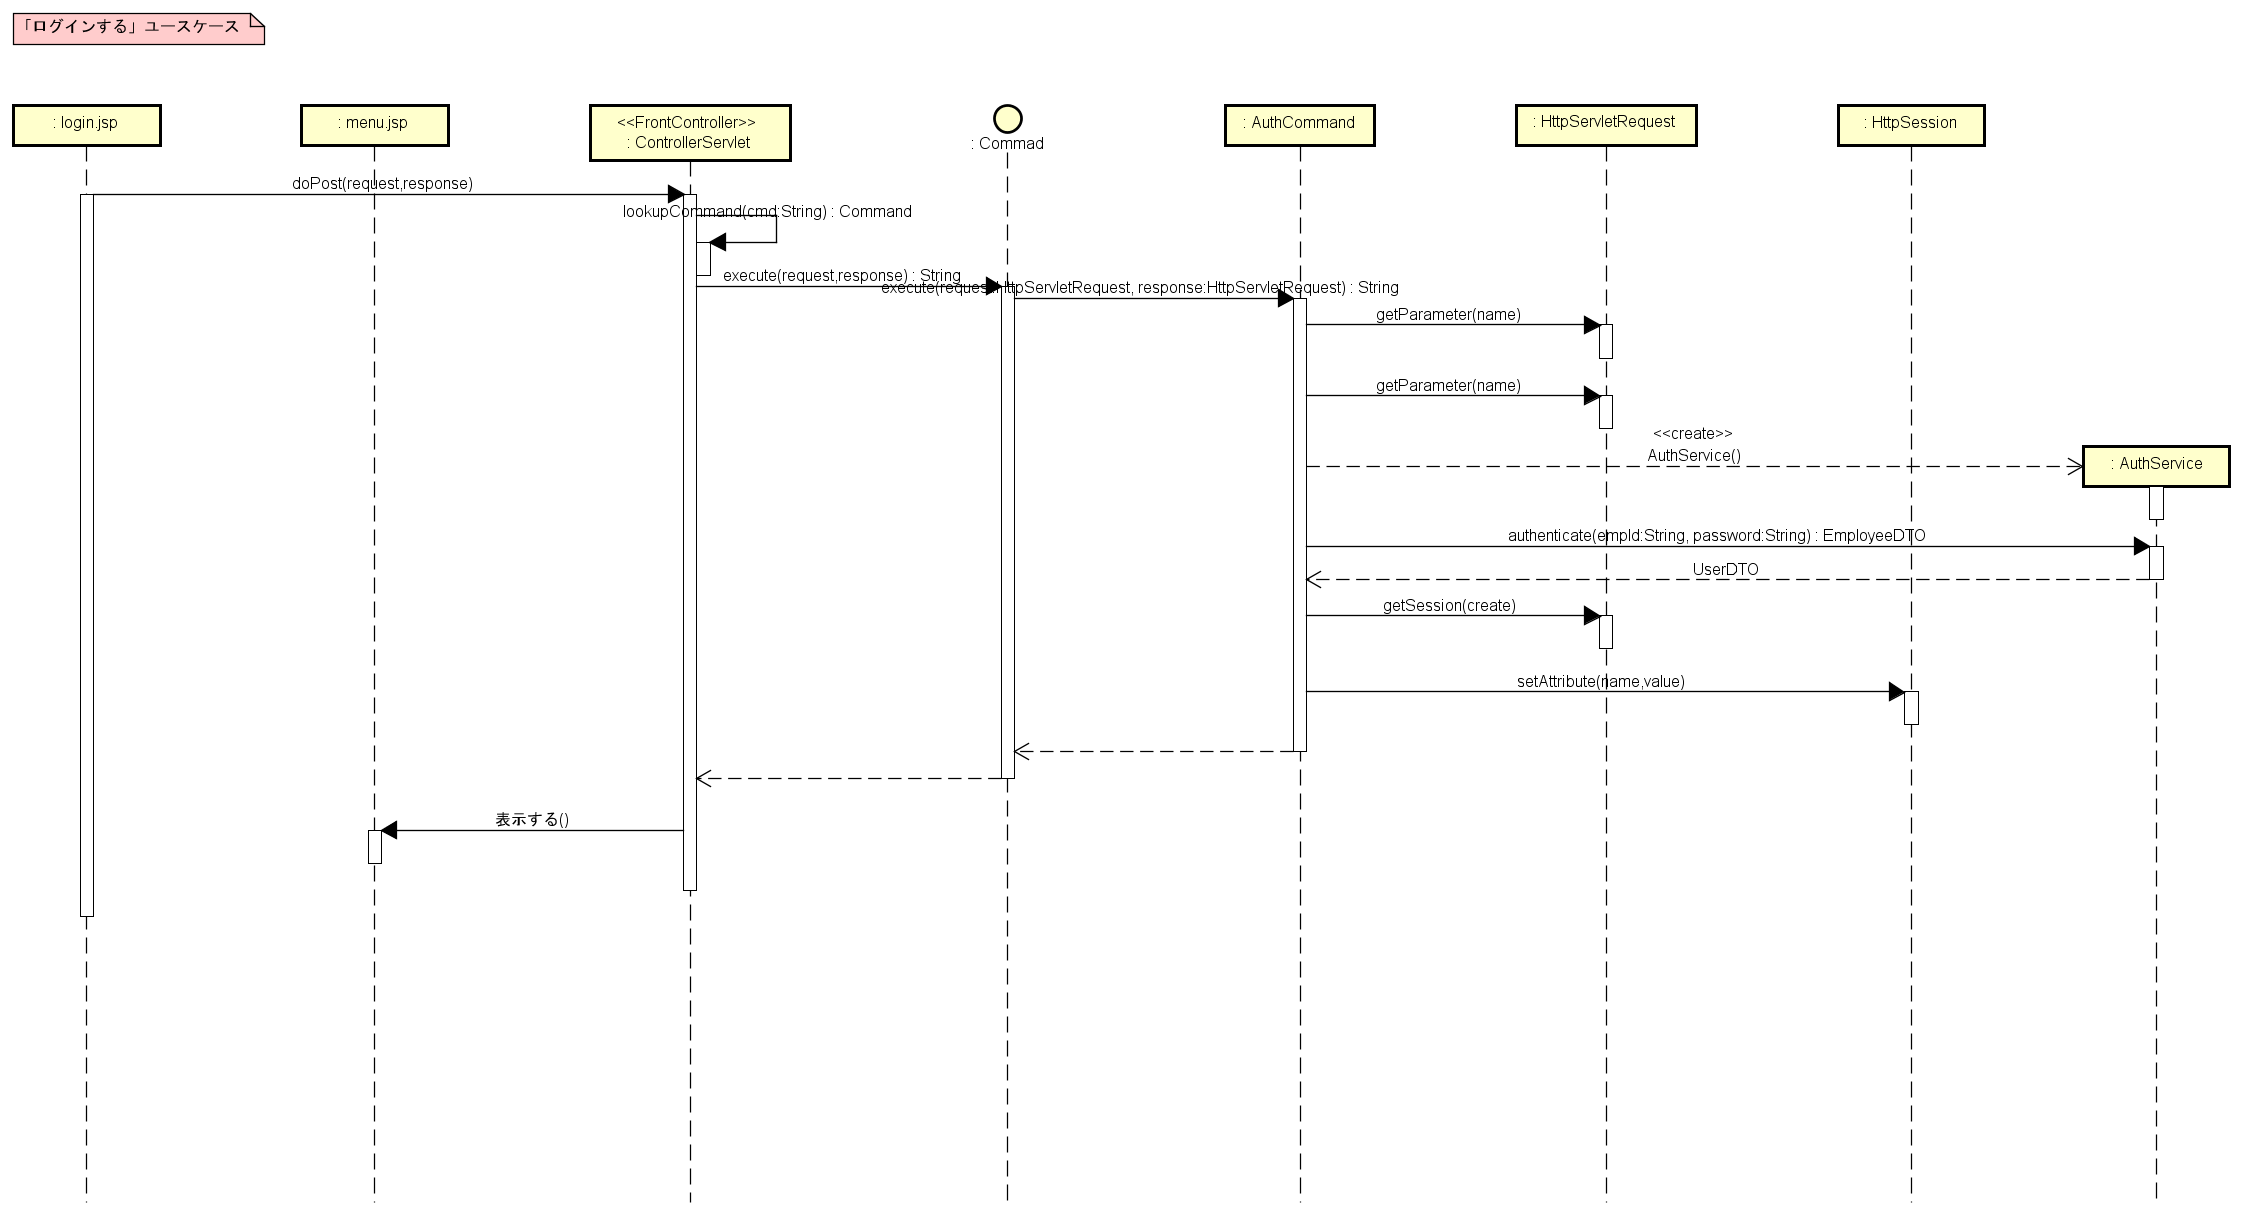 「ログインする」ユースケース
: login.jsp
: menu.jsp
<<FrontController>>
: ControllerServlet
: Commad
: AuthCommand
: HttpServletRequest
: HttpSession
doPost(request,response)
lookupCommand(cmd:String) : Command
execute(request,response) : String
execute(request:HttpServletRequest, response:HttpServletRequest) : String
getParameter(name)
getParameter(name)
<<create>>
AuthService()
: AuthService
authenticate(empId:String, password:String) : EmployeeDTO
UserDTO
getSession(create)
setAttribute(name,value)
表示する()